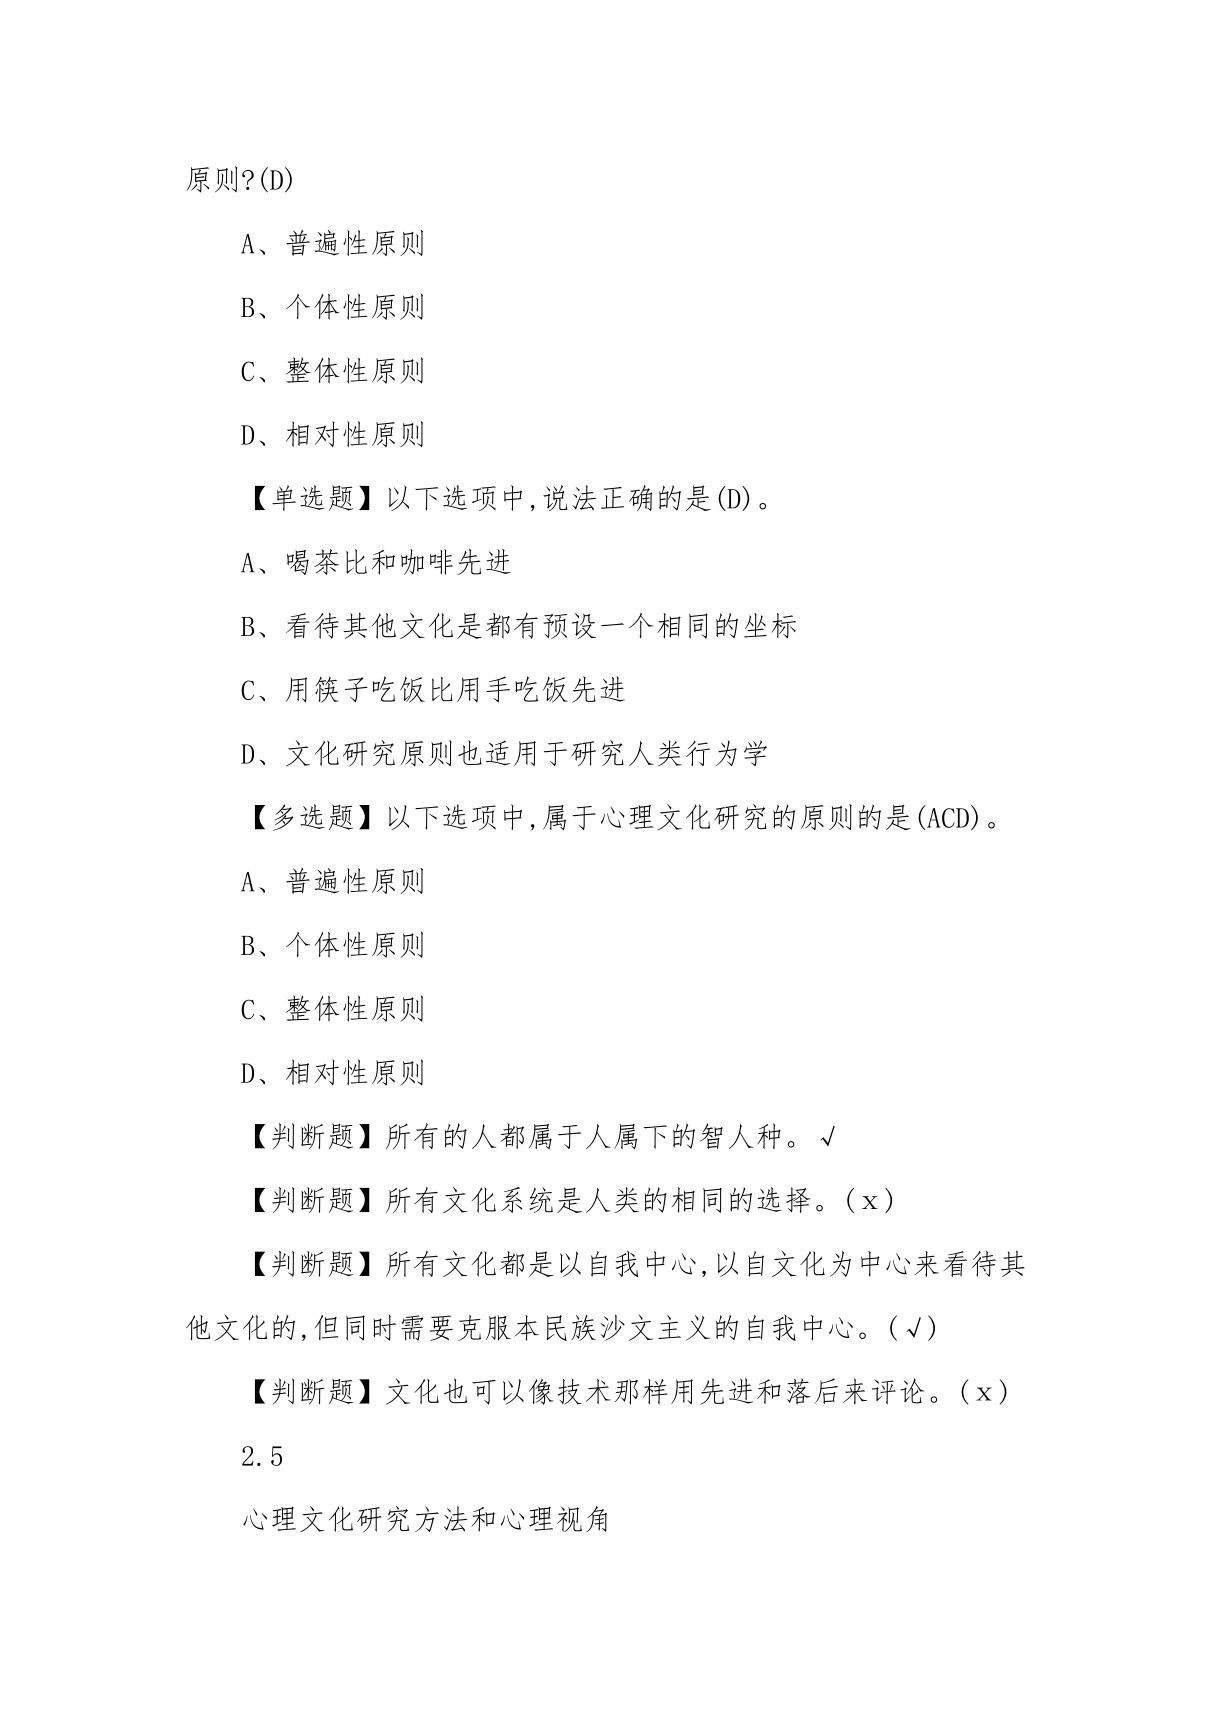 原则?(D)
A、普遍性原则
B、个体性原则
C、整体性原则
D、相对性原则
【单选题】以下选项中,说法正确的是(D)。
A、喝茶比和咖啡先进
B、看待其他文化是都有预设一个相同的坐标
C、用筷子吃饭比用手吃饭先进
D、文化研究原则也适用于研究人类行为学
【多选题】以下选项中,属于心理文化研究的原则的是(ACD)。
A、普遍性原则
B、个体性原则
C、整体性原则
D、相对性原则
【判断题】所有的人都属于人属下的智人种。√
【判断题】所有文化系统是人类的相同的选择。(ｘ)
【判断题】所有文化都是以自我中心,以自文化为中心来看待其
他文化的,但同时需要克服本民族沙文主义的自我中心。(√)
【判断题】文化也可以像技术那样用先进和落后来评论。(ｘ)
2.5
心理文化研究方法和心理视角